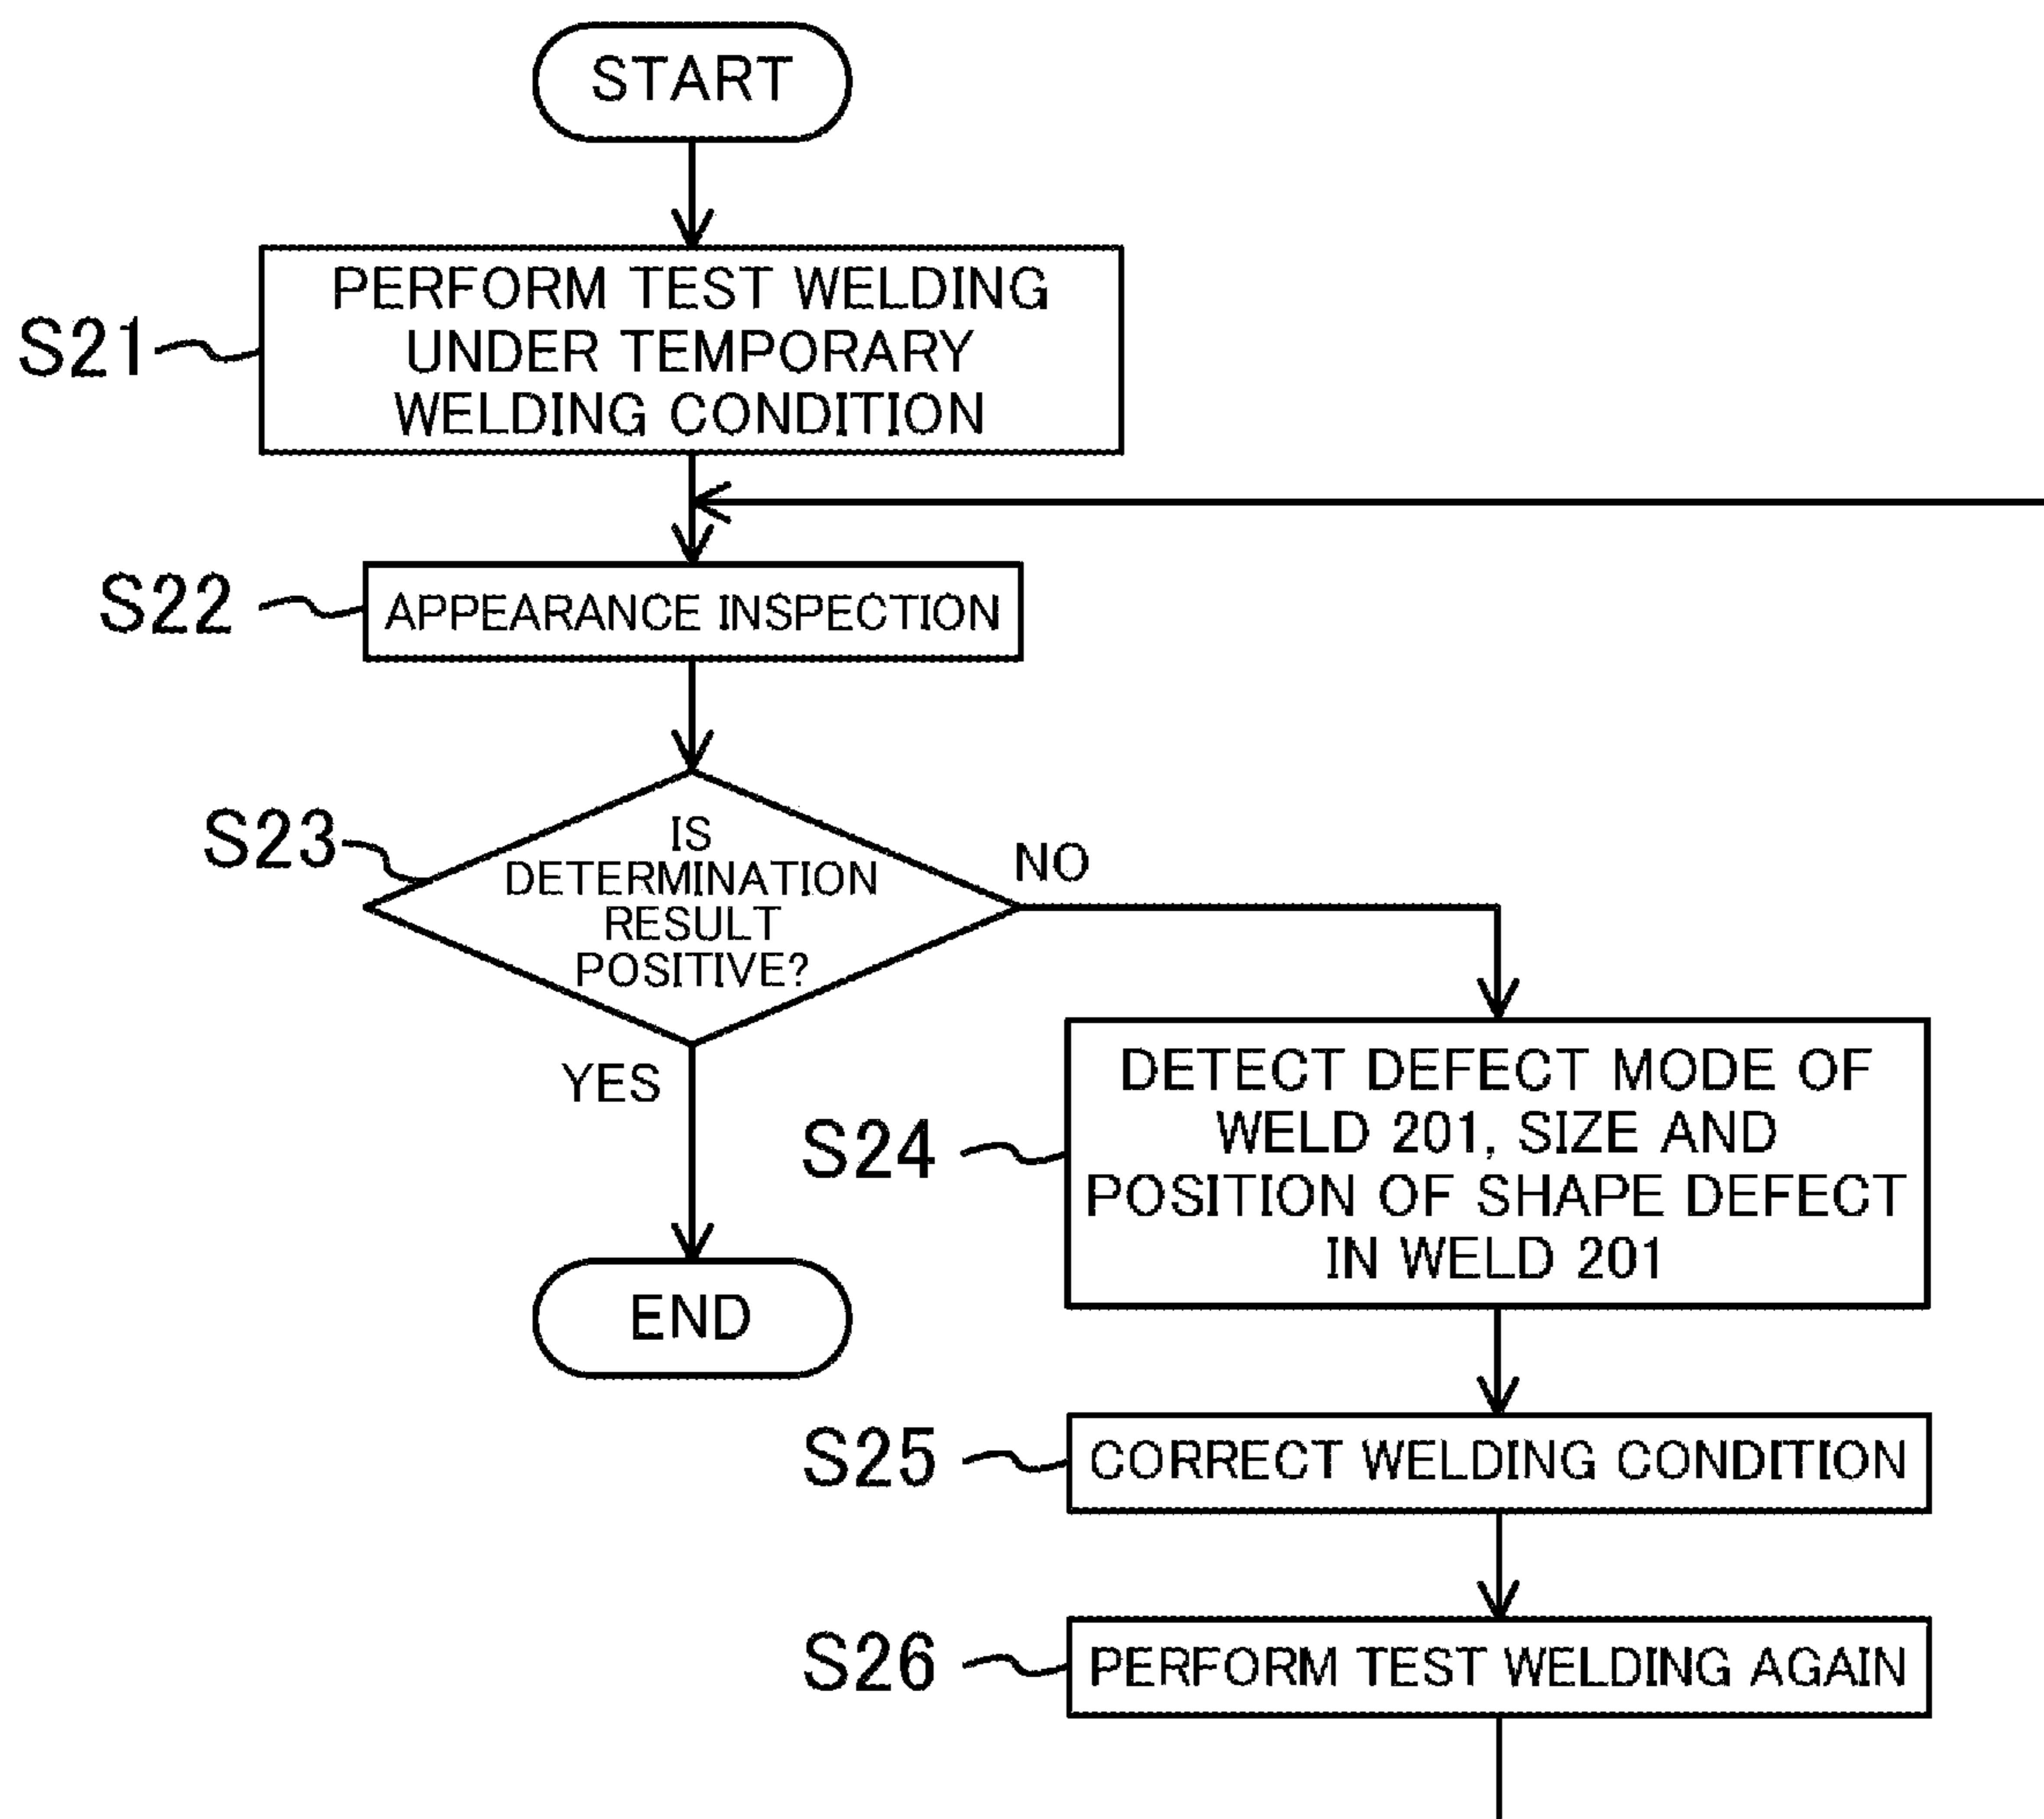 START
S21
PERFORM TEST WELDING
UNDER TEMPORARY
WELDING CONDITION
S22
APPEARANCE INSPECTION
S23
IS
DETERMINATION
RESULT
POSITIVE?
NO
YES
END
S24
DETECT DEFECT MODE OF
WELD 201, SIZE AND
POSITION OF SHAPE DEFECT
IN WELD 201
S25
CORRECT WELDING CONDITION
S26
PERFORM TEST WELDING AGAIN